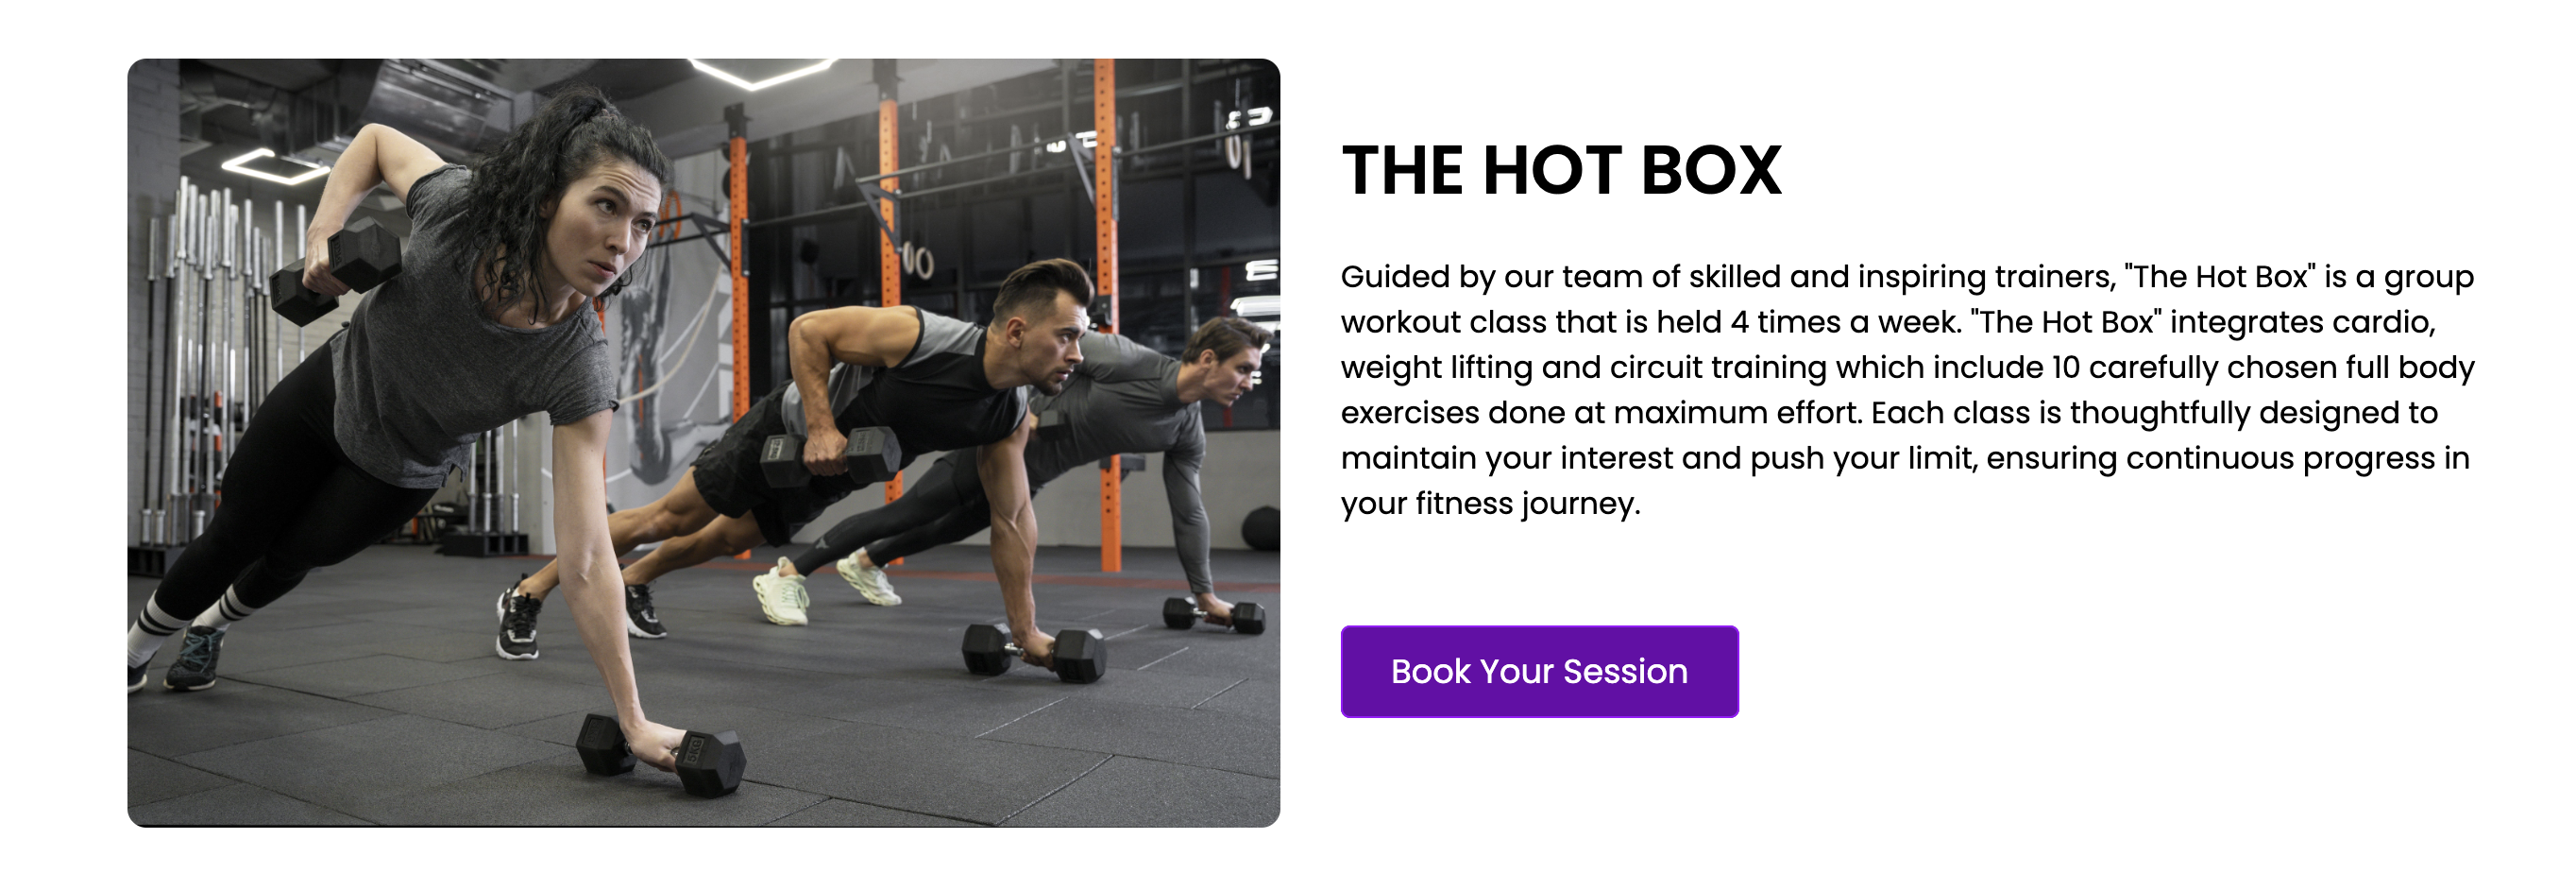 THE HOT BOX
Guided by our team of skilled and inspiring trainers, "The Hot Box" is a group
workout class that is held 4 times a week. "The Hot Box" integrates cardio,
weight lifting and circuit training which include 10 carefully chosen full body
exercises done at maximum effort. Each class is thoughtfully designed to
maintain your interest and push your limit, ensuring continuous progress in
your fitness journey.
Book Your Session